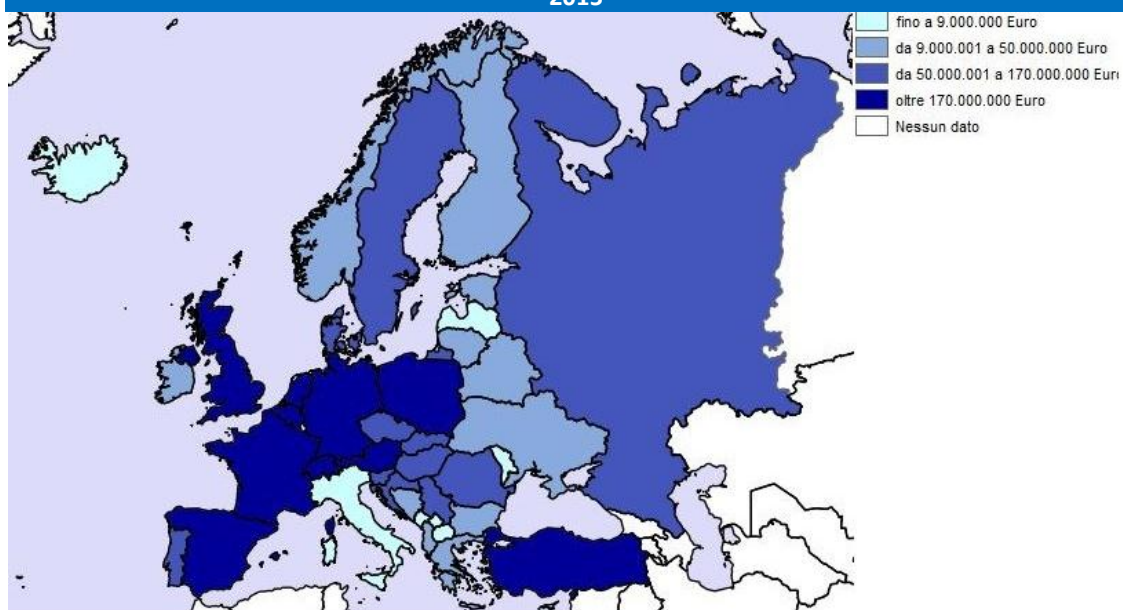 2015
fino a 9.000.000 Euro
da 9.000.001 a 50.000.000 Euro
da 50.000.001 a 170.000.000 Eur
oltre 170.000.000 Euro
Nessun dato